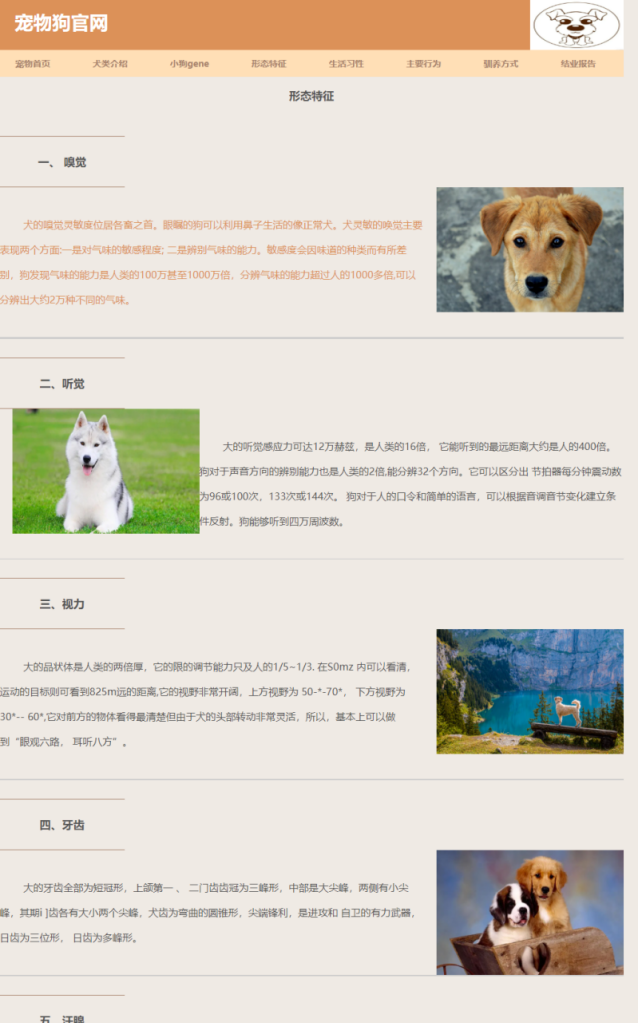 宠物狗官网
宠物首页 犬类介绍 小狗gene 形态特征 生活习性 主要行为 驯养方式 结业报告
形态特征
一、 嗅觉
犬的嗅觉灵敏度位居各畜之首。眼瞩的狗可以利用鼻子生活的像正常犬。犬灵敏的唤觉主要
表现两个方面:一是对气味的敏感程度; 二是辨别气味的能力。敏感度会因味道的种类而有所差
别，狗发现气味的能力是人类的100万甚至1000万倍，分辨气味的能力超过人的1000多倍,可以
分辨出大约2万种不同的气味。
二、听觉
大的听觉感应力可达12万赫兹，是人类的16倍， 它能听到的最远距离大约是人的400倍。
狗对于声音方向的辨别能力也是人类的2倍,能分辨32个方向。它可以区分出 节拍器每分钟震动数
为96或100次，133次或144次。 狗对于人的口令和简单的语言，可以根据音调音节变化建立条
件反射。狗能够听到四万周波数。
三、视力
大的品状体是人类的两倍厚，它的限的调节能力只及人的1/5~1/3. 在S0mz 内可以看清，
运动的目标则可看到825m远的距离,它的视野非常开阔，上方视野为 50-*-70*， 下方视野为
30*-- 60*,它对前方的物体看得最清楚但由于犬的头部转动非常灵活，所以，基本上可以做
到“眼观六路， 耳听八方”。
四、牙齿
大的牙齿全部为短冠形，上颌第一 、 二门齿齿冠为三峰形，中部是大尖峰，两侧有小尖
峰，其期i ]齿各有大小两个尖峰，犬齿为弯曲的圆锥形，尖端锋利，是进攻和 自卫的有力武器，
日齿为三位形， 日齿为多峰形。
五、汗腺